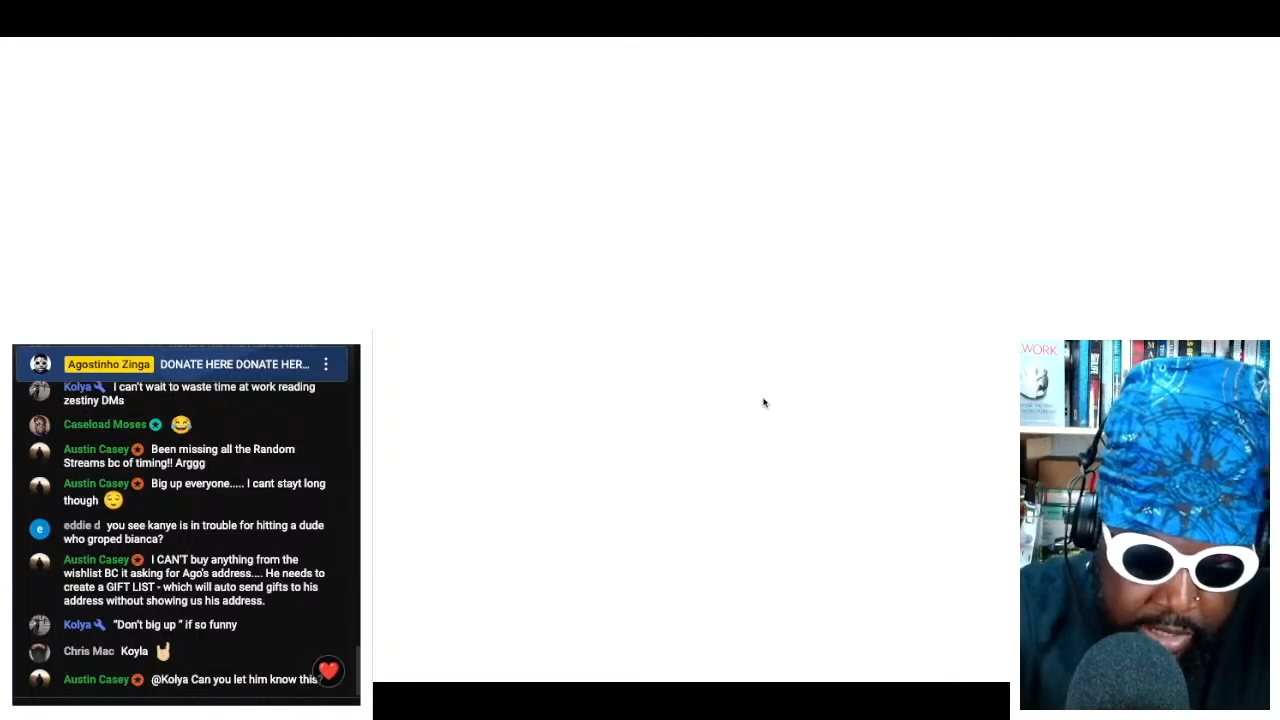 Agostinho Zinga DONATE HERE DONATE HER...
Kolya I can't wait to waste time at work reading
zestiny DMs
Caseload Moses
Austin Casey Been missing all the Random
Streams bc of timing!! Arggg
Austin Casey Big up everyone..... I cant stayt long
though
eddie d you see kanye is in trouble for hitting a dude
who groped bianca?
Austin Casey I CAN'T buy anything from the
wishlist BC it asking for Ago's address.... He needs to
create a GIFT LIST - which will auto send gifts to his
address without showing us his address.
Kolya "Don't big up " if so funny
Chris Mac Koyla
Austin Casey @Kolya Can you let him know this?
WORK